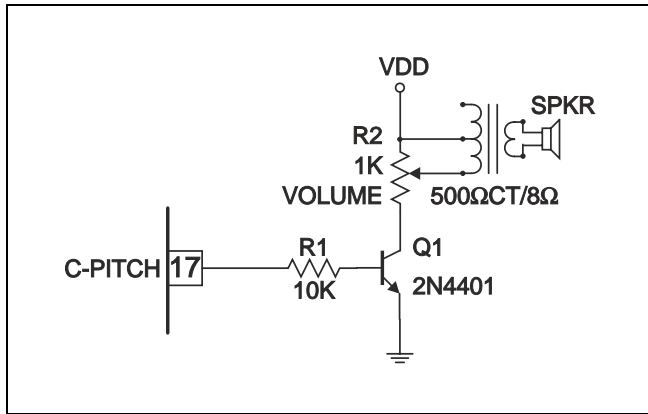 VDD
SPKR
R2
1K
VOLUME
500ΩCT/8Ω
C-PITCH 17
R1
10K
Q1
2N4401